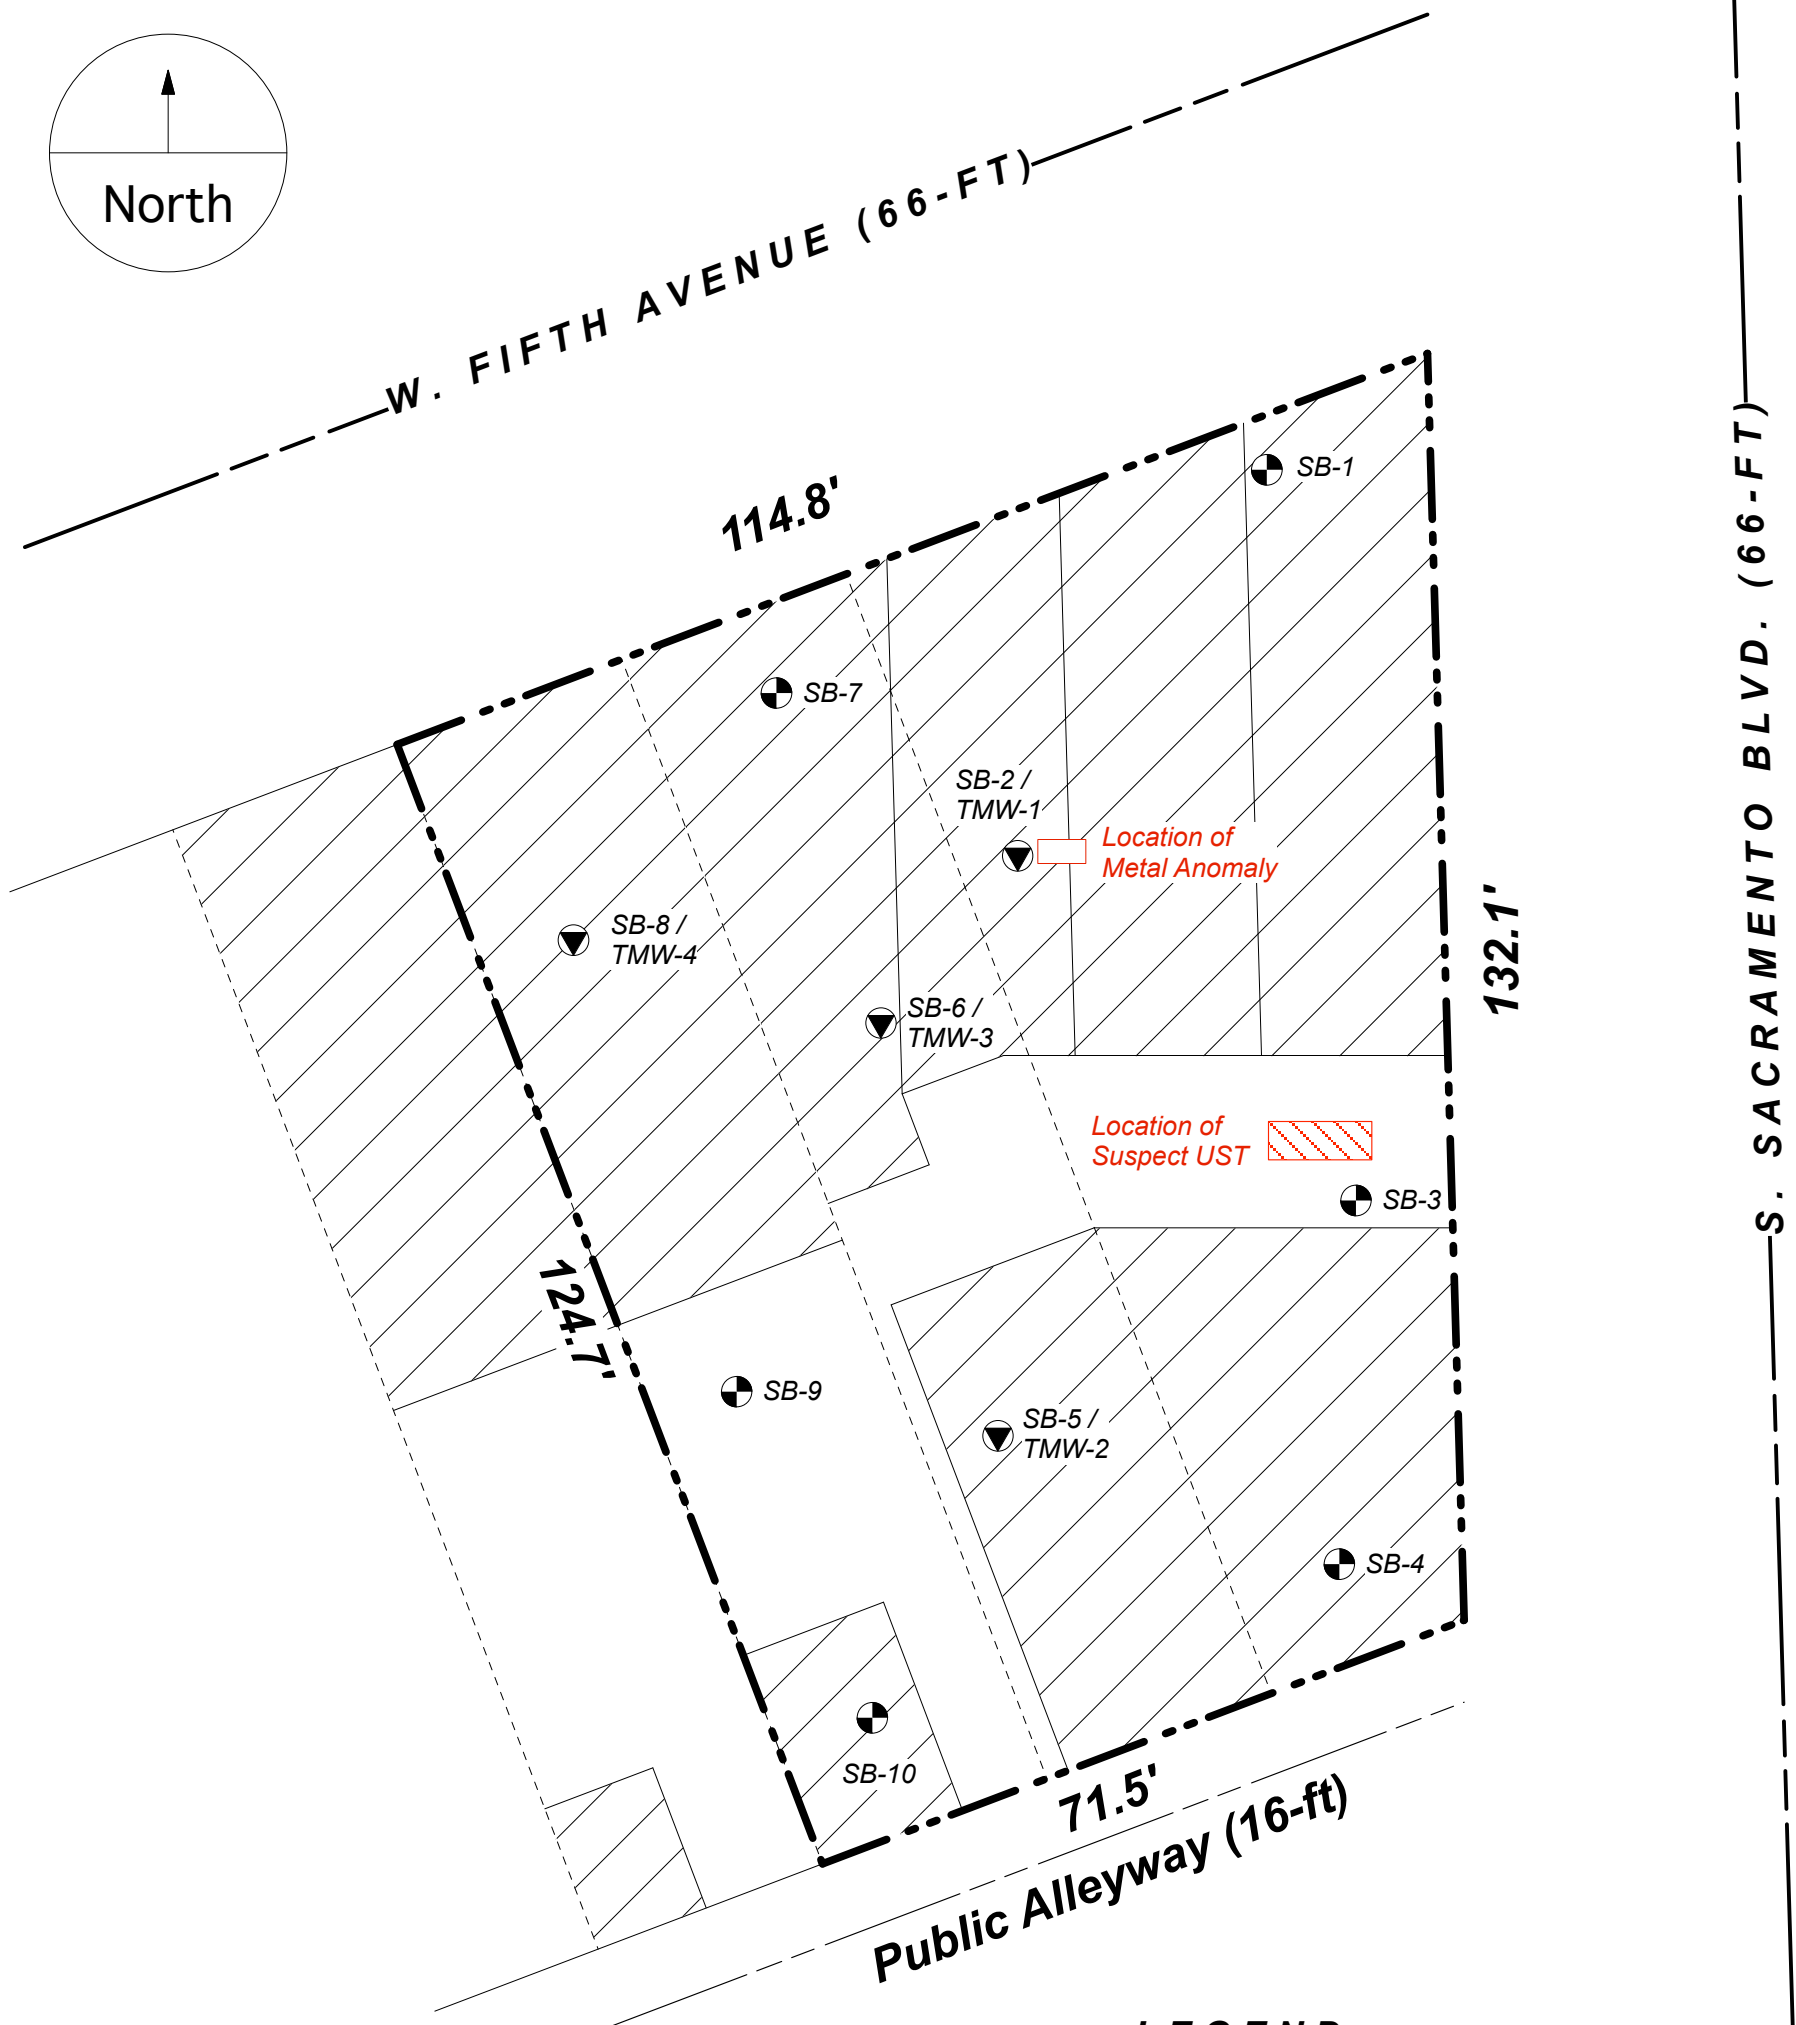 North
W. FIFTH AVENUE (66-FT)
S. SACRAMENTO BLVD. (66-FT)
114.8'
SB-1
SB-7
SB-2 /
TMW-1
Location of
Metal Anomaly
SB-8 /
TMW-4
132.1'
SB-6 /
TMW-3
Location of
Suspect UST
SB-3
124.7'
SB-9
SB-5 /
TMW-2
SB-4
SB-10
71.5'
Public Alleyway (16-ft)
LEGEND